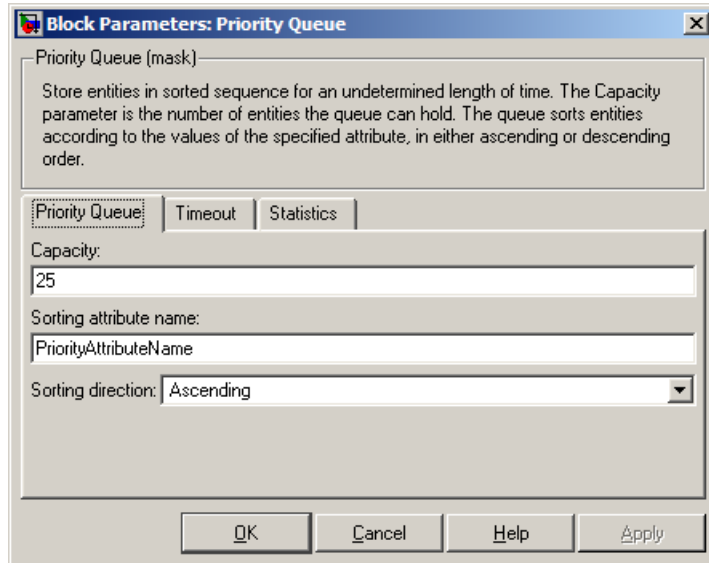 Block Parameters: Priority Queue
Priority Queue (mask)
Store entities in sorted sequence for an undetermined length of time. The Capacity
parameter is the number of entities the queue can hold. The queue sorts entities
according to the values of the specified attribute, in either ascending or descending
order.
Priority Queue Timeout Statistics
Capacity:
25
Sorting attribute name:
PriorityAttributeName
Sorting direction: Ascending
OK Cancel Help Apply